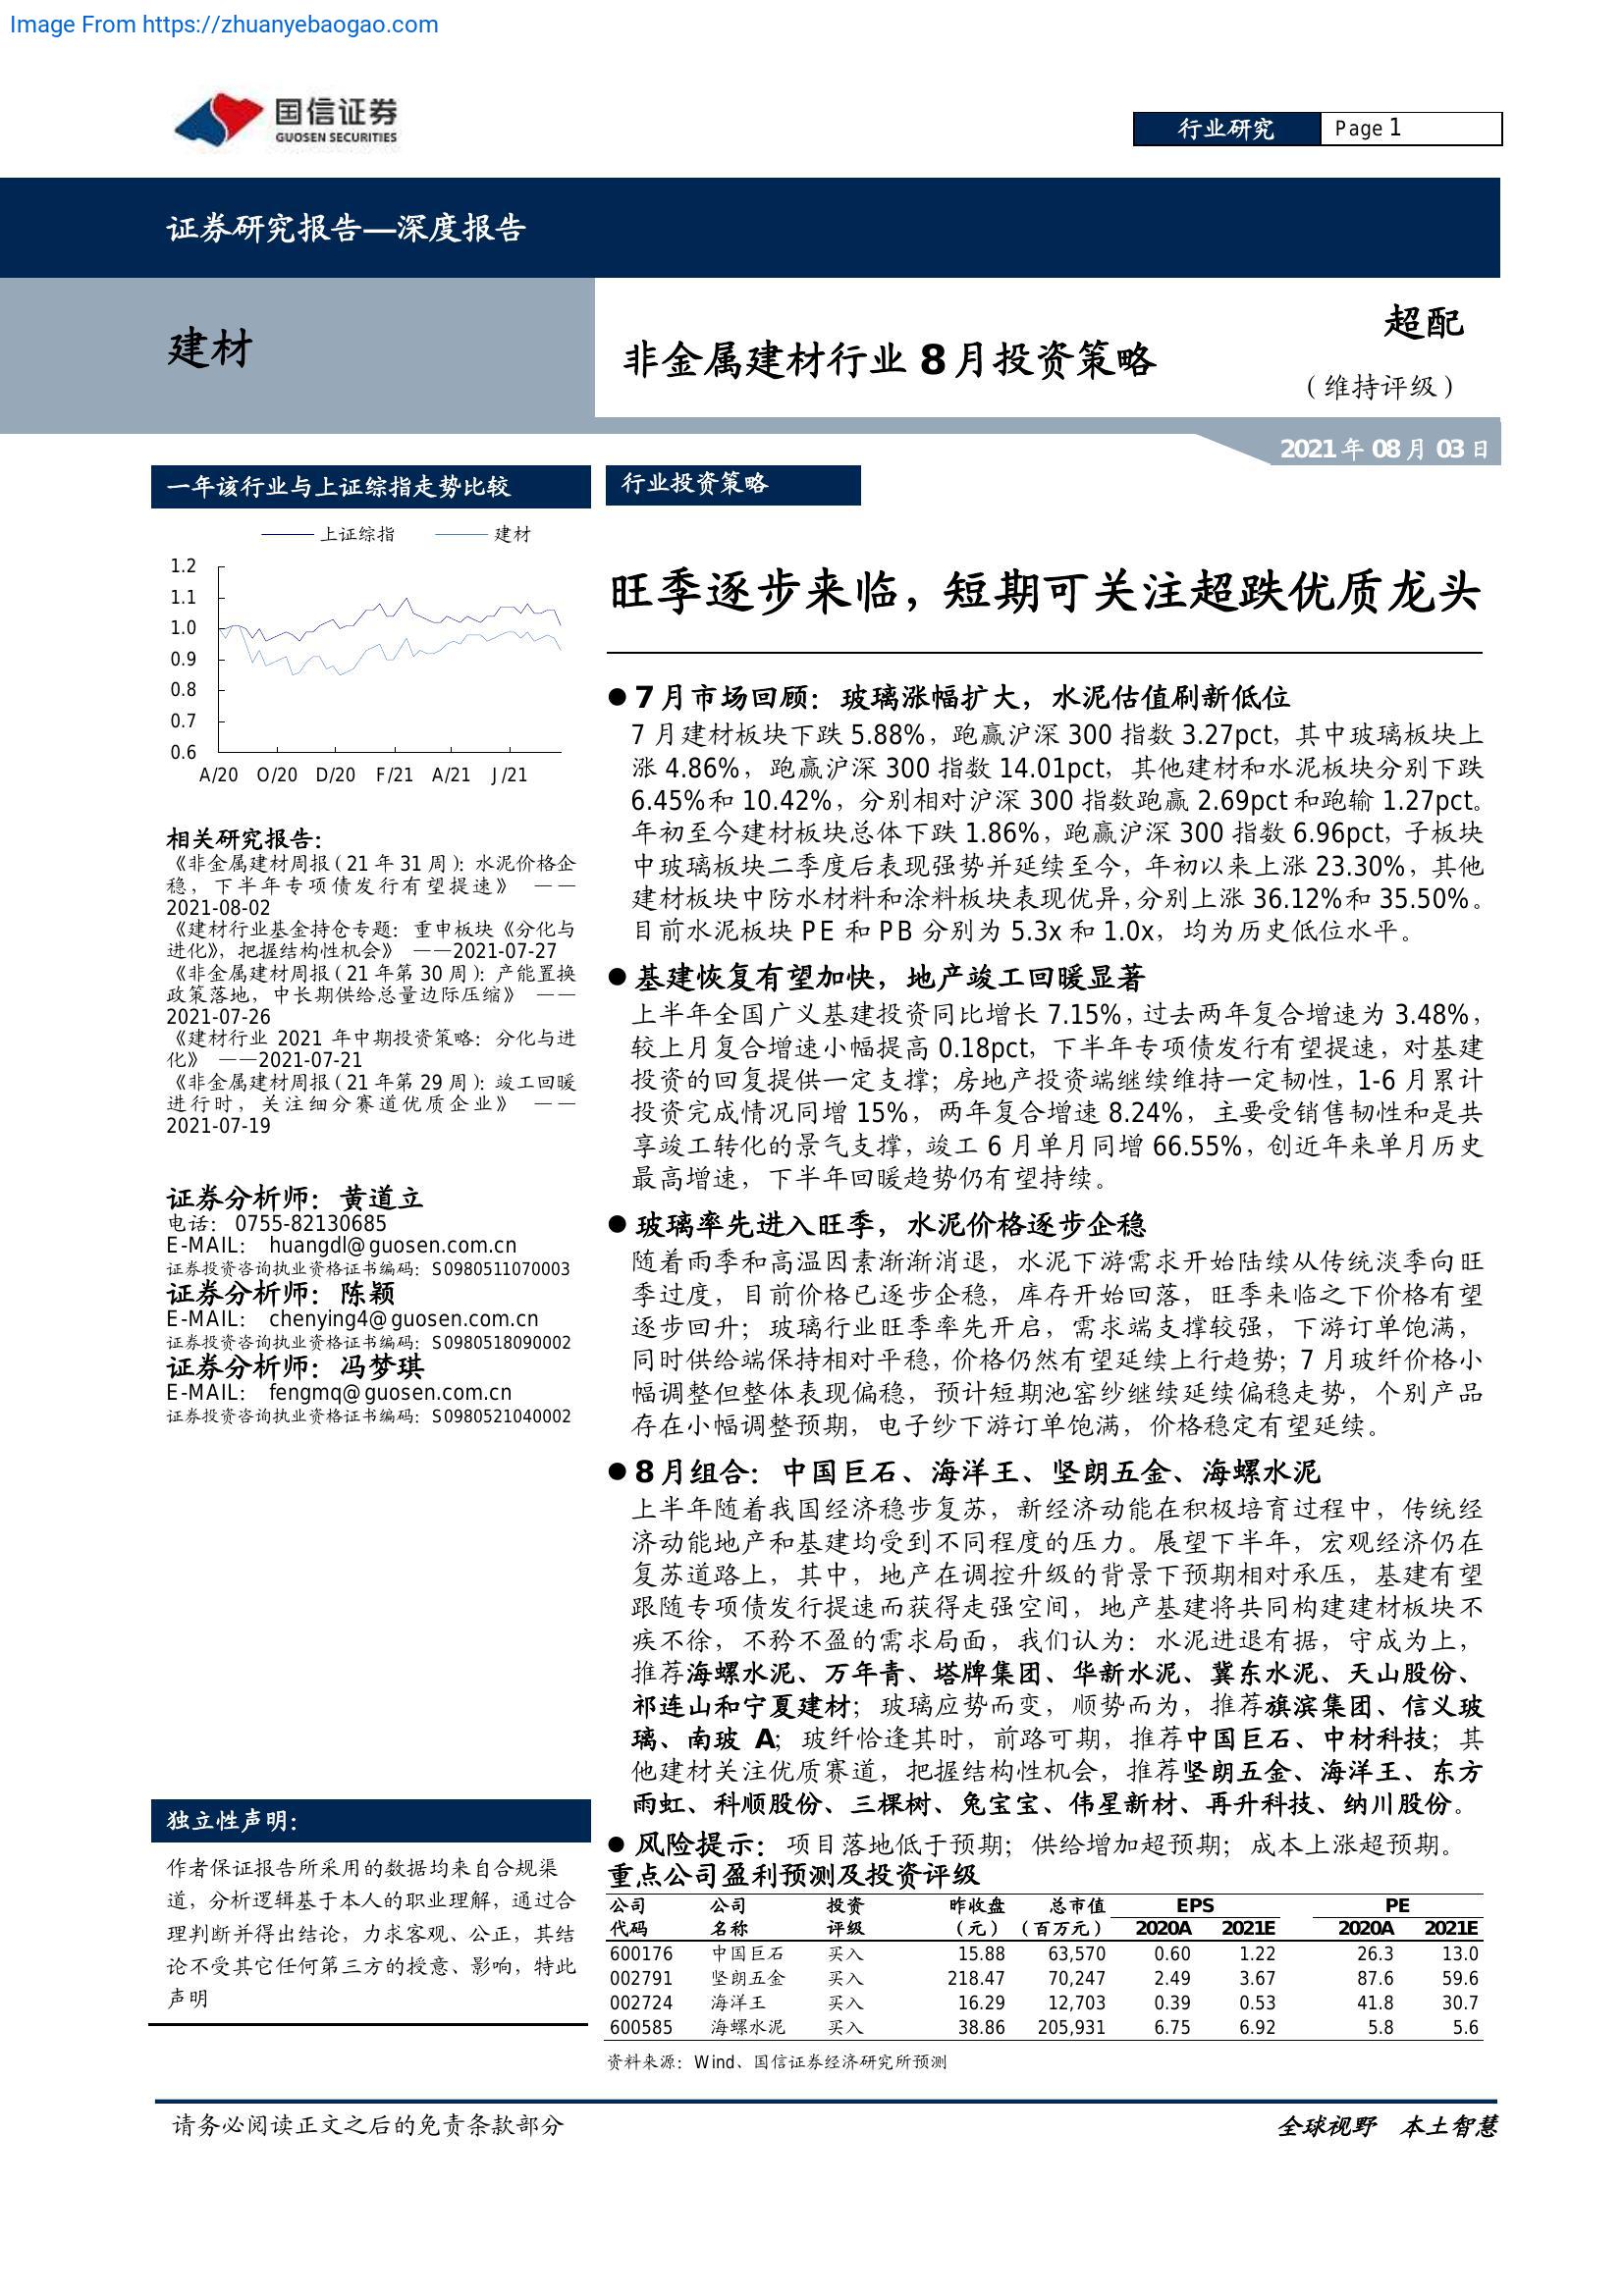 Image From https://zhuanyebaogao.com
国信证券
GUOSEN SECURITIES
行业研究
Page 1
证券研究报告—深度报告
建材
非金属建材行业 8 月投资策略
超配
（维持评级）
2021 年 08 月 03 日
一年该行业与上证综指走势比较
上证综指 建材
1.2
1.1
1.0
0.9
0.8
0.7
0.6
A/20 O/20 D/20 F/21 A/21 J/21
相关研究报告：
《非金属建材周报（21 年 31 周）：水泥价格企
稳，下半年专项债发行有望提速》 ——
2021-08-02
《建材行业基金持仓专题：重申板块《分化与
进化》，把握结构性机会》 ——2021-07-27
《非金属建材周报（21 年第 30 周）：产能置换
政策落地，中长期供给总量边际压缩》 ——
2021-07-26
《建材行业 2021 年中期投资策略：分化与进
化》 ——2021-07-21
《非金属建材周报（21 年第 29 周）：竣工回暖
进行时，关注细分赛道优质企业》 ——
2021-07-19
证券分析师：黄道立
电话： 0755-82130685
E-MAIL： huangdl@guosen.com.cn
证券投资咨询执业资格证书编码：S0980511070003
证券分析师：陈颖
E-MAIL： chenying4@guosen.com.cn
证券投资咨询执业资格证书编码：S0980518090002
证券分析师：冯梦琪
E-MAIL： fengmq@guosen.com.cn
证券投资咨询执业资格证书编码：S0980521040002
独立性声明：
作者保证报告所采用的数据均来自合规渠
道，分析逻辑基于本人的职业理解，通过合
理判断并得出结论，力求客观、公正，其结
论不受其它任何第三方的授意、影响，特此
声明
行业投资策略
旺季逐步来临，短期可关注超跌优质龙头
● 7 月市场回顾：玻璃涨幅扩大，水泥估值刷新低位
7 月建材板块下跌 5.88%，跑赢沪深 300 指数 3.27pct，其中玻璃板块上
涨 4.86%，跑赢沪深 300 指数 14.01pct，其他建材和水泥板块分别下跌
6.45%和 10.42%，分别相对沪深 300 指数跑赢 2.69pct 和跑输 1.27pct。
年初至今建材板块总体下跌 1.86%，跑赢沪深 300 指数 6.96pct，子板块
中玻璃板块二季度后表现强势并延续至今，年初以来上涨 23.30%，其他
建材板块中防水材料和涂料板块表现优异，分别上涨 36.12%和 35.50%。
目前水泥板块 PE 和 PB 分别为 5.3x 和 1.0x，均为历史低位水平。
● 基建恢复有望加快，地产竣工回暖显著
上半年全国广义基建投资同比增长 7.15%，过去两年复合增速为 3.48%，
较上月复合增速小幅提高 0.18pct，下半年专项债发行有望提速，对基建
投资的回复提供一定支撑；房地产投资端继续维持一定韧性，1-6 月累计
投资完成情况同增 15%，两年复合增速 8.24%，主要受销售韧性和是共
享竣工转化的景气支撑，竣工 6 月单月同增 66.55%，创近年来单月历史
最高增速，下半年回暖趋势仍有望持续。
● 玻璃率先进入旺季，水泥价格逐步企稳
随着雨季和高温因素渐渐消退，水泥下游需求开始陆续从传统淡季向旺
季过度，目前价格已逐步企稳，库存开始回落，旺季来临之下价格有望
逐步回升；玻璃行业旺季率先开启，需求端支撑较强，下游订单饱满，
同时供给端保持相对平稳，价格仍然有望延续上行趋势；7 月玻纤价格小
幅调整但整体表现偏稳，预计短期池窑纱继续延续偏稳走势，个别产品
存在小幅调整预期，电子纱下游订单饱满，价格稳定有望延续。
● 8 月组合：中国巨石、海洋王、坚朗五金、海螺水泥
上半年随着我国经济稳步复苏，新经济动能在积极培育过程中，传统经
济动能地产和基建均受到不同程度的压力。展望下半年，宏观经济仍在
复苏道路上，其中，地产在调控升级的背景下预期相对承压，基建有望
跟随专项债发行提速而获得走强空间，地产基建将共同构建建材板块不
疾不徐，不矜不盈的需求局面，我们认为：水泥进退有据，守成为上，
推荐海螺水泥、万年青、塔牌集团、华新水泥、冀东水泥、天山股份、
祁连山和宁夏建材；玻璃应势而变，顺势而为，推荐旗滨集团、信义玻
璃、南玻 A；玻纤恰逢其时，前路可期，推荐中国巨石、中材科技；其
他建材关注优质赛道，把握结构性机会，推荐坚朗五金、海洋王、东方
雨虹、科顺股份、三棵树、兔宝宝、伟星新材、再升科技、纳川股份。
● 风险提示：项目落地低于预期；供给增加超预期；成本上涨超预期。
重点公司盈利预测及投资评级
公司 公司 投资 昨收盘 总市值 EPS PE
代码 名称 评级 （元） （百万元） 2020A 2021E 2020A 2021E
600176 中国巨石 买入 15.88 63,570 0.60 1.22 26.3 13.0
002791 坚朗五金 买入 218.47 70,247 2.49 3.67 87.6 59.6
002724 海洋王 买入 16.29 12,703 0.39 0.53 41.8 30.7
600585 海螺水泥 买入 38.86 205,931 6.75 6.92 5.8 5.6
资料来源：Wind、国信证券经济研究所预测
请务必阅读正文之后的免责条款部分
全球视野 本土智慧